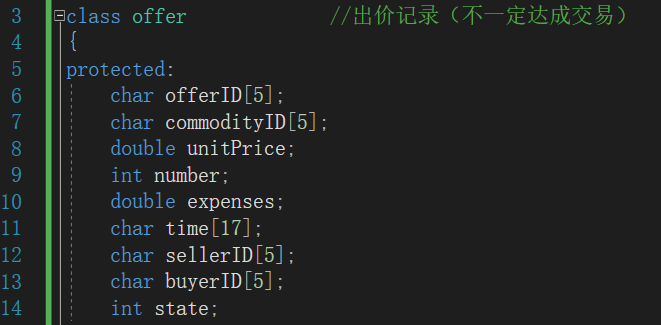 3 class offer //出价记录（不一定达成交易）
4 {
5 protected:
6 char offerID[5];
7 char commodityID[5];
8 double unitPrice;
9 int number;
10 double expenses;
11 char time[17];
12 char sellerID[5];
13 char buyerID[5];
14 int state;